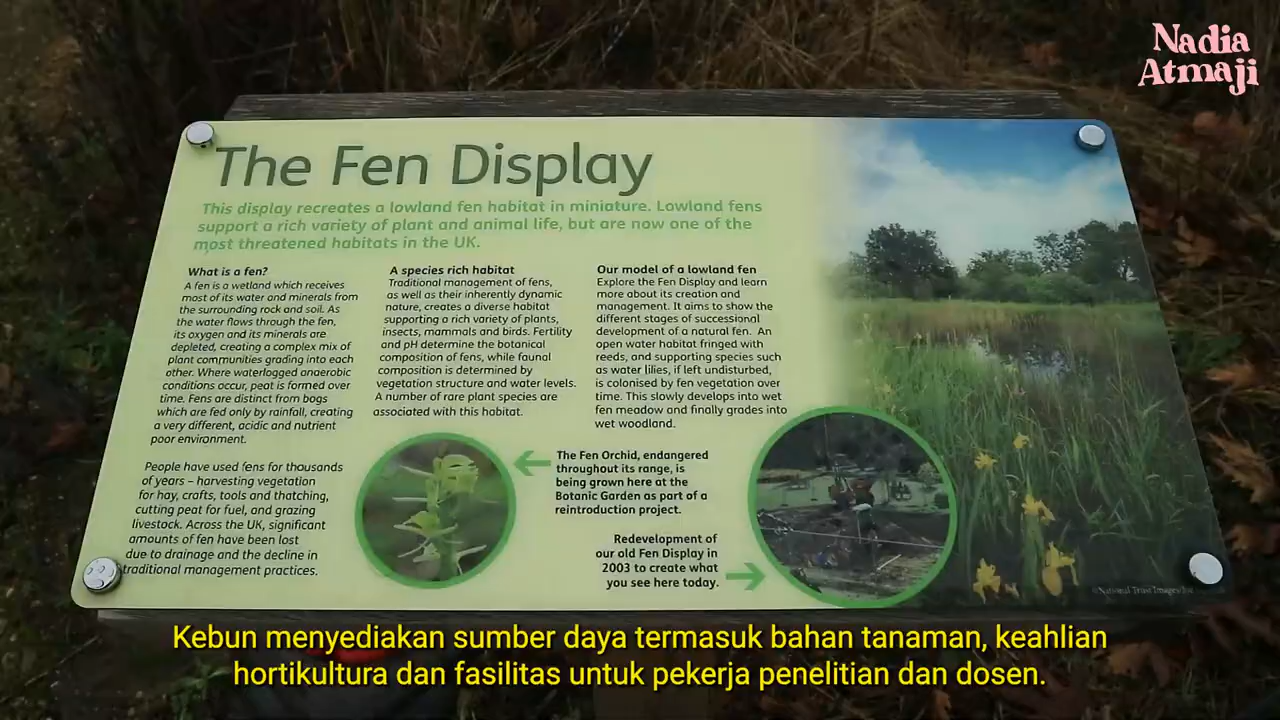 Nadia
Atmaji
The Fen Display
This display recreates a lowland fen habitat in miniature. Lowland fens
support a rich variety of plant and animal life, but are now one of the
most threatened habitats in the UK.
What is a fen?
A fen is a wetland which receives
most of its water and minerals from
the surrounding rock and soil. As
the water flows through the fen,
its oxygen and its minerals are
depleted, creating a complex mix of
plant communities grading into each
other. Where waterlogged anaerobic
conditions occur, peat is formed over
time. Fens are distinct from bogs
which are fed only by rainfall, creating
a very different, acidic and nutrient
poor environment.
People have used fens for thousands
of years – harvesting vegetation
for hay, crafts, tools and thatching,
cutting peat for fuel, and grazing
livestock. Across the UK, significant
amounts of fen have been lost
due to drainage and the decline in
traditional management practices.
A species rich habitat
Traditional management of fens,
as well as their inherently dynamic
nature, creates a diverse habitat
supporting a rich variety of plants,
insects, mammals and birds. Fertility
and pH determine the botanical
composition of fens, while faunal
composition is determined by
vegetation structure and water levels.
A number of rare plant species are
associated with this habitat.
Our model of a lowland fen
Explore the Fen Display and learn
more about its creation and
management. It aims to show the
different stages of successional
development of a natural fen. An
open water habitat fringed with
reeds, and supporting species such
as water lilies, if left undisturbed,
is colonised by fen vegetation over
time. This slowly develops into wet
fen meadow and finally grades into
wet woodland.
The Fen Orchid, endangered
throughout its range, is
being grown here at the
Botanic Garden as part of a
reintroduction project.
Redevelopment of
our old Fen Display in
2003 to create what
you see here today.
©National Trust Images
Kebun menyediakan sumber daya termasuk bahan tanaman, keahlian
hortikultura dan fasilitas untuk pekerja penelitian dan dosen.